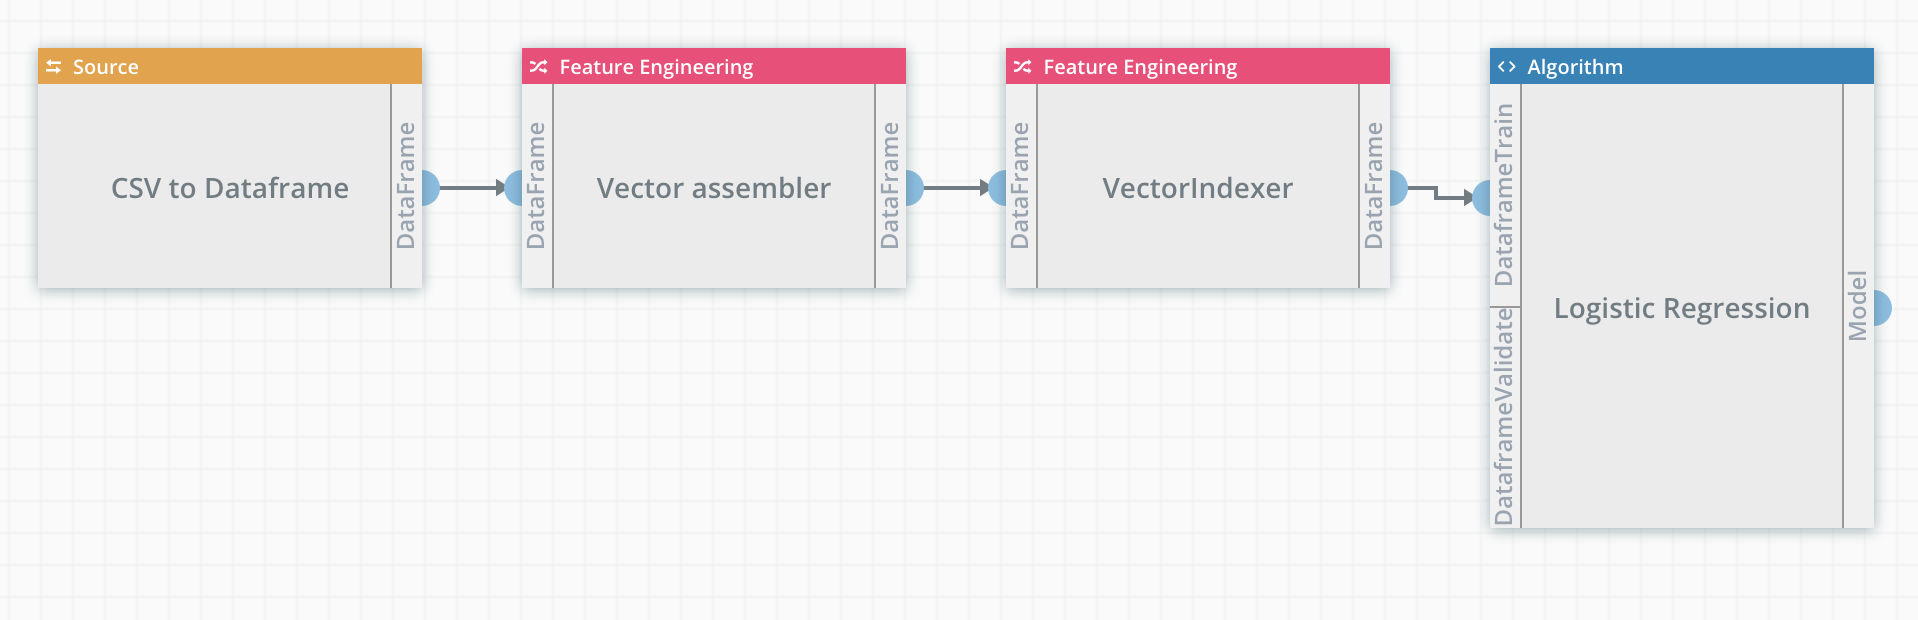 Source
CSV to Dataframe
DataFrame
Feature Engineering
DataFrame
Vector assembler
DataFrame
Feature Engineering
DataFrame
VectorIndexer
DataFrame
Algorithm
DataframeTrain
DataframeValidate
Logistic Regression
Model